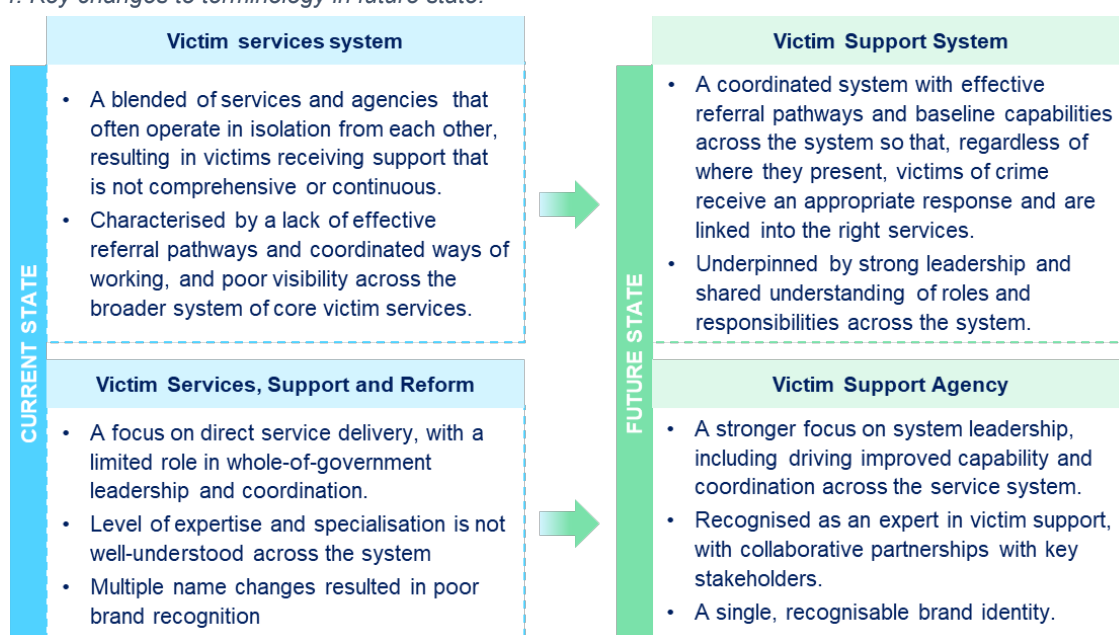 Key changes to terminology in future state.
Victim services system
• A blended of services and agencies that
often operate in isolation from each other,
resulting in victims receiving support that
is not comprehensive or continuous.
• Characterised by a lack of effective
referral pathways and coordinated ways of
working, and poor visibility across the
broader system of core victim services.
Victim Support System
• A coordinated system with effective
referral pathways and baseline capabilities
across the system so that, regardless of
where they present, victims of crime
receive an appropriate response and are
linked into the right services.
• Underpinned by strong leadership and
shared understanding of roles and
responsibilities across the system.
CURRENT STATE
FUTURE STATE
Victim Services, Support and Reform
• A focus on direct service delivery, with a
limited role in whole-of-government
leadership and coordination.
• Level of expertise and specialisation is not
well-understood across the system
• Multiple name changes resulted in poor
brand recognition
Victim Support Agency
• A stronger focus on system leadership,
including driving improved capability and
coordination across the service system.
• Recognised as an expert in victim support,
with collaborative partnerships with key
stakeholders.
• A single, recognisable brand identity.